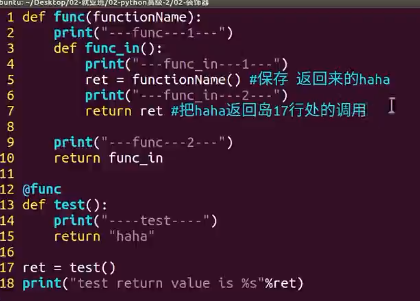 ubuntu: ~/Desktop/02-就业班/02-python高级-2/02-装饰器
1 def func(functionName):
2     print("---func---1---")
3     def func_in():
4         print("---func_in---1---")
5         ret = functionName() #保存 返回来的haha
6         print("---func_in---2---")
7         return ret #把haha返回岛17行处的调用
8
9     print("---func---2---")
10     return func_in
11
12 @func
13 def test():
14     print("----test----")
15     return "haha"
16
17 ret = test()
18 print("test return value is %s"%ret)